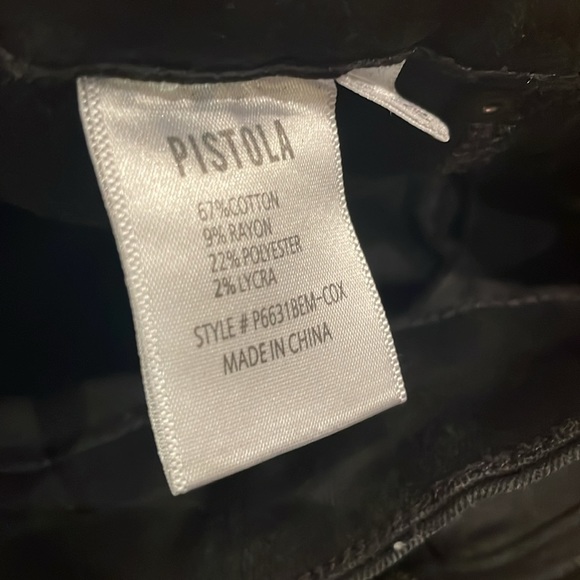 PISTOLA
67%COTTON
9% RAYON
22% POLYESTER
2% LYCRA
STYLE # P6631BEM-COX
MADE IN CHINA